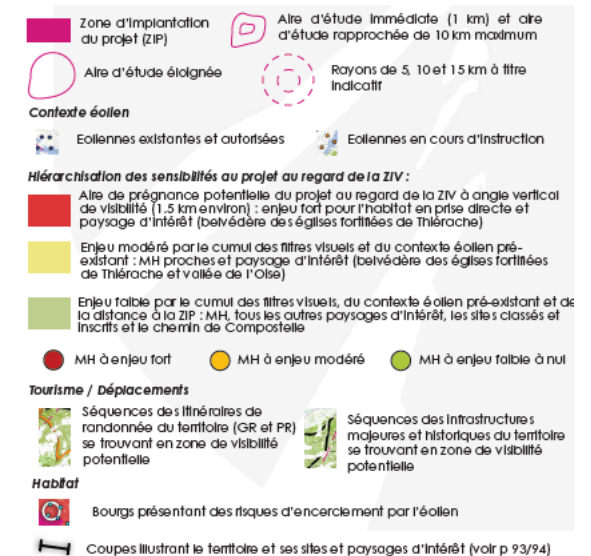 Zone d'implantation
du projet (ZIP)
Aire d'étude immédiate (1 km) et aire
d'étude rapprochée de 10 km maximum
Aire d'étude éloignée
Rayons de 5, 10 et 15 km à titre
indicatif
Contexte éolien
Eoliennes existantes et autorisées
Eoliennes en cours d'instruction
Hiérarchisation des sensibilités au projet au regard de la ZIV :
Aire de prégnance potentielle du projet au regard de la ZIV à angle vertical
de visibilité (1.5 km environ) : enjeu fort pour l'habitat en prise directe et
paysage d'intérêt (belvédère des églises fortifiées de Thiérache)
Enjeu modéré par le cumul des filtres visuels et du contexte éolien pré-
existant : MH proches et paysage d'intérêt (belvédère des églises fortifiées
de Thiérache et vallée de l'Oise)
Enjeu faible par le cumul des filtres visuels, du contexte éolien pré-existant et de
la distance à la ZIP : MH, tous les autres paysages d'intérêt, les sites classés et
inscrits et le chemin de Compostelle
MH à enjeu fort
MH à enjeu modéré
MH à enjeu faible à nul
Tourisme / Déplacements
Séquences des itinéraires de
randonnée du territoire (GR et PR)
se trouvant en zone de visibilité
potentielle
Séquences des infrastructures
majeures et historiques du territoire
se trouvant en zone de visibilité
potentielle
Habitat
Bourgs présentant des risques d'encerclement par l'éolien
Coupes illustrant le territoire et ses sites et paysages d'intérêt (voir p 93/94)